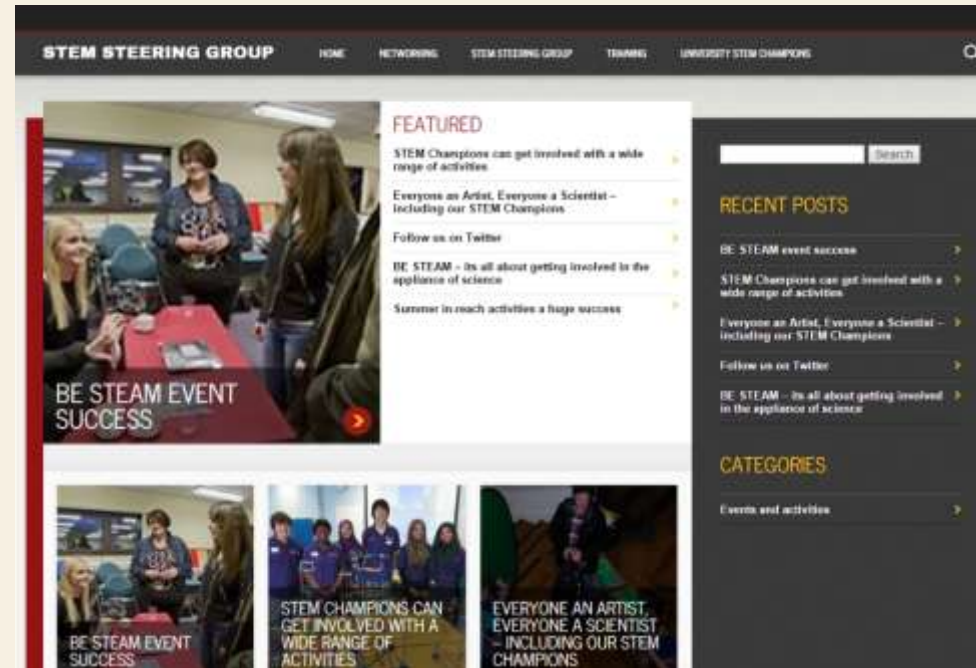 STEM STEERING GROUP
HOME
NETWORKING
STEM STEERING GROUP
TRAINING
UNIVERSITY STEM CHAMPIONS
BE STEAM EVENT
SUCCESS
FEATURED
STEM Champions can get involved with a wide
range of activities
Everyone an Artist, Everyone a Scientist –
including our STEM Champions
Follow us on Twitter
BE STEAM – its all about getting involved in the
appliance of science
Summer in-reach activities a huge success
Search
RECENT POSTS
BE STEAM event success
STEM Champions can get involved with a
wide range of activities
Everyone an Artist, Everyone a Scientist –
including our STEM Champions
Follow us on Twitter
BE STEAM – its all about getting involved
in the appliance of science
CATEGORIES
Events and activities
BE STEAM EVENT
SUCCESS
STEM CHAMPIONS CAN
GET INVOLVED WITH A
WIDE RANGE OF
ACTIVITIES
EVERYONE AN ARTIST,
EVERYONE A SCIENTIST
– INCLUDING OUR STEM
CHAMPIONS